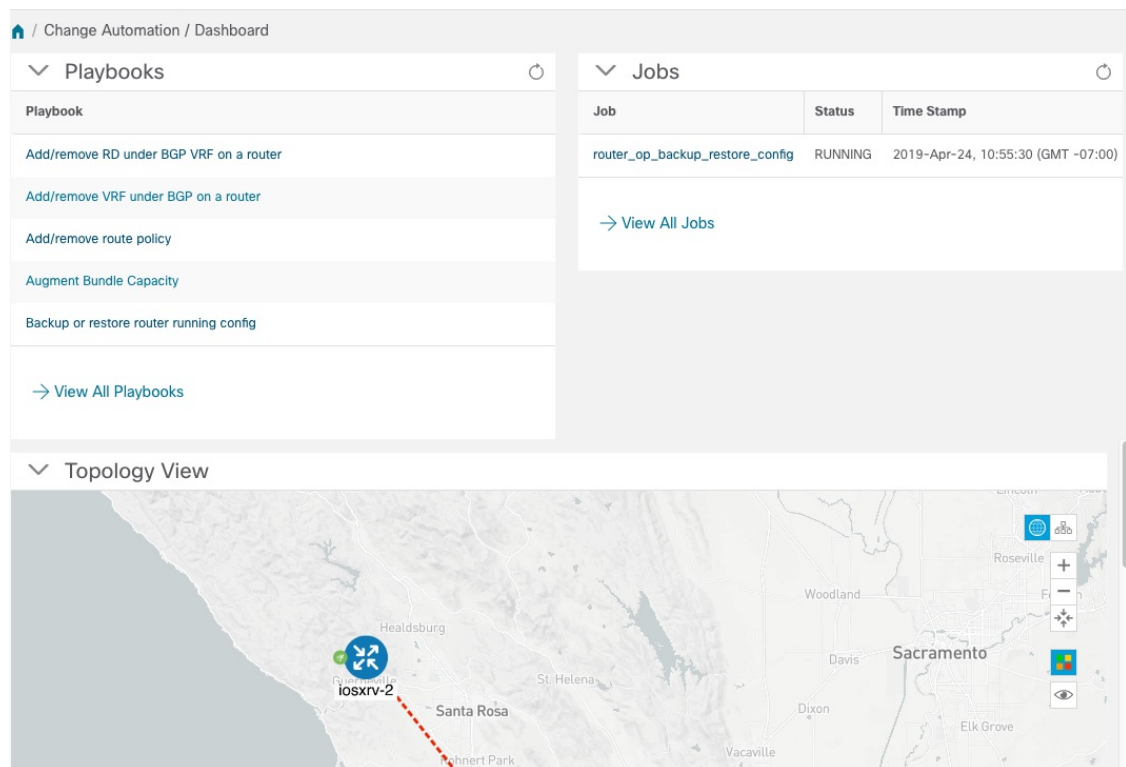 / Change Automation / Dashboard
Playbooks
Playbook
Add/remove RD under BGP VRF on a router
Add/remove VRF under BGP on a router
Add/remove route policy
Augment Bundle Capacity
Backup or restore router running config
→ View All Playbooks
Jobs
Job Status Time Stamp
router_op_backup_restore_config RUNNING 2019-Apr-24, 10:55:30 (GMT -07:00)
→ View All Jobs
Topology View
Roseville
Woodland
Healdsburg
Sacramento
Davis
Guerneville
St. Helena
iosxrv-2
Santa Rosa
Dixon
Elk Grove
Vacaville
Rohnert Park